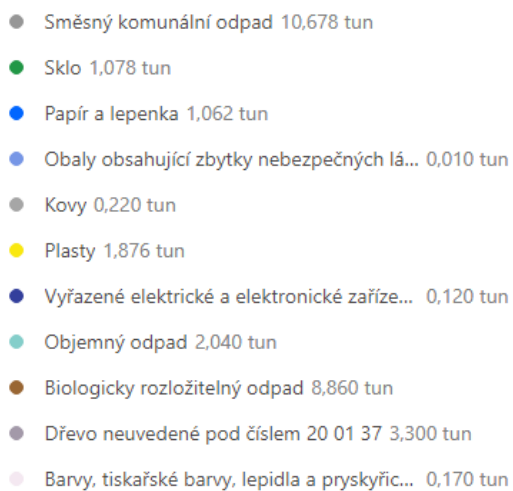 Směsný komunální odpad 10,678 tun
Sklo 1,078 tun
Papír a lepenka 1,062 tun
Obaly obsahující zbytky nebezpečných lá... 0,010 tun
Kovy 0,220 tun
Plasty 1,876 tun
Vyřazené elektrické a elektronické zaříze... 0,120 tun
Objemný odpad 2,040 tun
Biologicky rozložitelný odpad 8,860 tun
Dřevo neuvedené pod číslem 20 01 37 3,300 tun
Barvy, tiskařské barvy, lepidla a pryskyřic... 0,170 tun